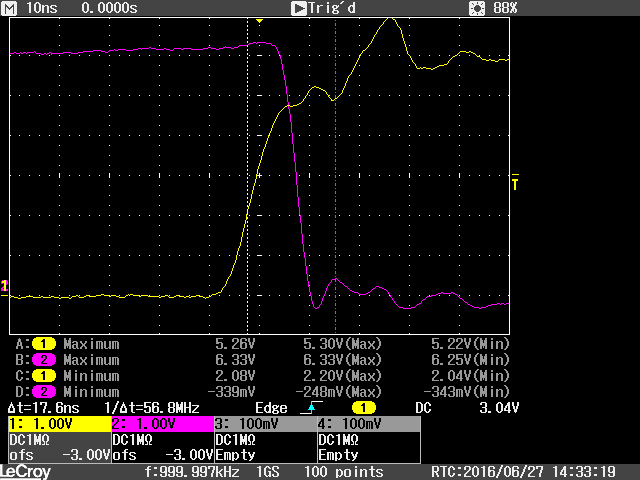 M 10ns 0.0000s Trig'd 88%
T
1
A: 1 Maximum 5.26V 5.30V(Max) 5.22V(Min)
B: 2 Maximum 6.33V 6.33V(Max) 6.25V(Min)
C: 1 Minimum 2.08V 2.20V(Max) 2.04V(Min)
D: 2 Minimum -339mV -248mV(Max) -343mV(Min)
Δt=17.6ns 1/Δt=56.8MHz Edge 1 DC 3.04V
1: 1.00V 2: 1.00V 3: 100mV 4: 100mV
DC1MΩ DC1MΩ DC1MΩ DC1MΩ
ofs -3.00V ofs -3.00V Empty Empty
LeCroy f:999.997kHz 1GS 100 points RTC:2016/06/27 14:33:19